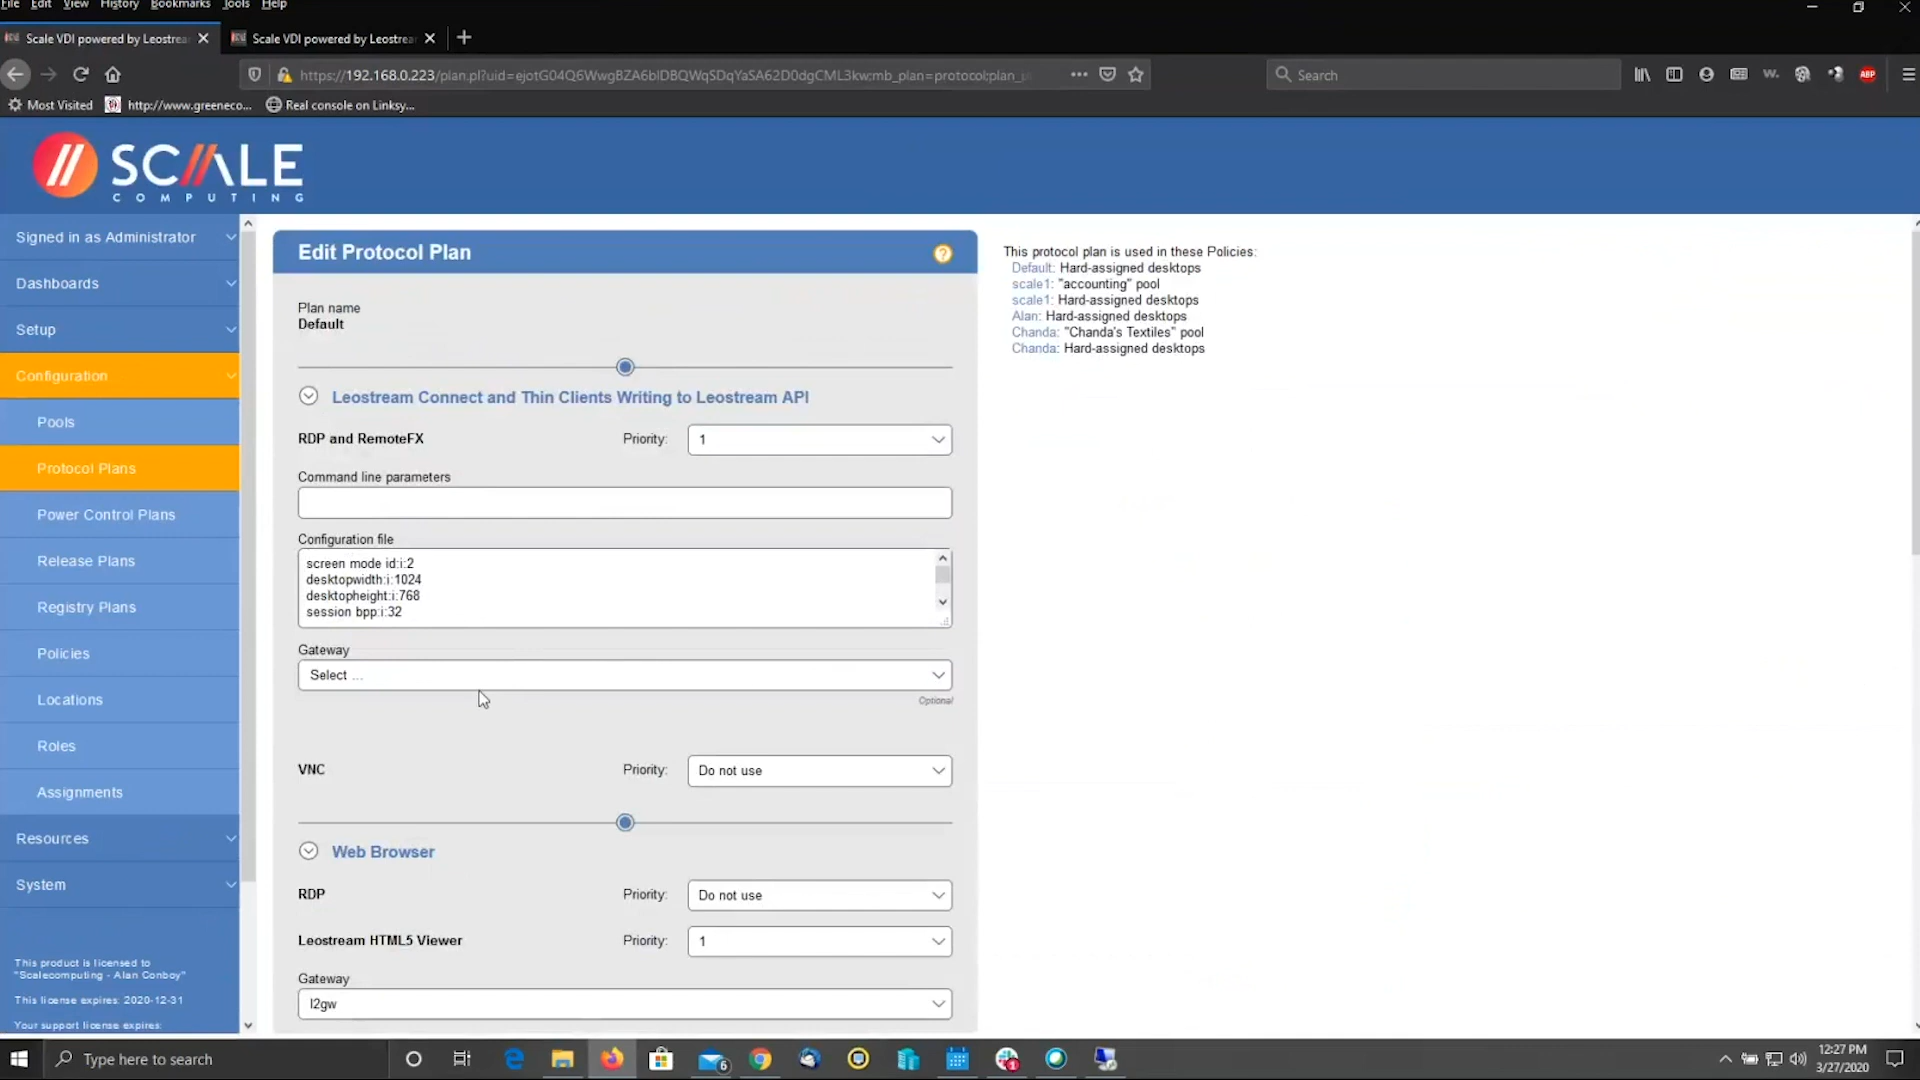 File Edit View History Bookmarks Tools Help
Scale VDI powered by Leostrea
Scale VDI powered by Leostrea
https://192.168.0.223/plan.pl?uid=ejotG04Q6WwgBZA6bIDBQWqSDqYaSA62D0dgCML3kw:mb_plan=protocol;plan_
Search
ABP
Most Visited
http://www.greeneco...
Real console on Linksy...
SCALE
COMPUTING
Signed in as Administrator
Dashboards
Setup
Configuration
Pools
Protocol Plans
Power Control Plans
Release Plans
Registry Plans
Policies
Locations
Roles
Assignments
Resources
System
This product is licensed to
"Scalecomputing - Alan Conboy"
This license expires: 2020-12-31
Your support license expires:
Edit Protocol Plan
?
Plan name
Default
Leostream Connect and Thin Clients Writing to Leostream API
RDP and RemoteFX
Priority:
1
Command line parameters
Configuration file
screen mode id:i:2
desktopwidth:i:1024
desktopheight:i:768
session bpp:i:32
Gateway
Select ...
Optional
VNC
Priority:
Do not use
Web Browser
RDP
Priority:
Do not use
Leostream HTML5 Viewer
Priority:
1
Gateway
l2gw
This protocol plan is used in these Policies:
Default: Hard-assigned desktops
scale1: "accounting" pool
scale1: Hard-assigned desktops
Alan: Hard-assigned desktops
Chanda: "Chanda's Textiles" pool
Chanda: Hard-assigned desktops
Type here to search
6
1
12:27 PM
3/27/2020